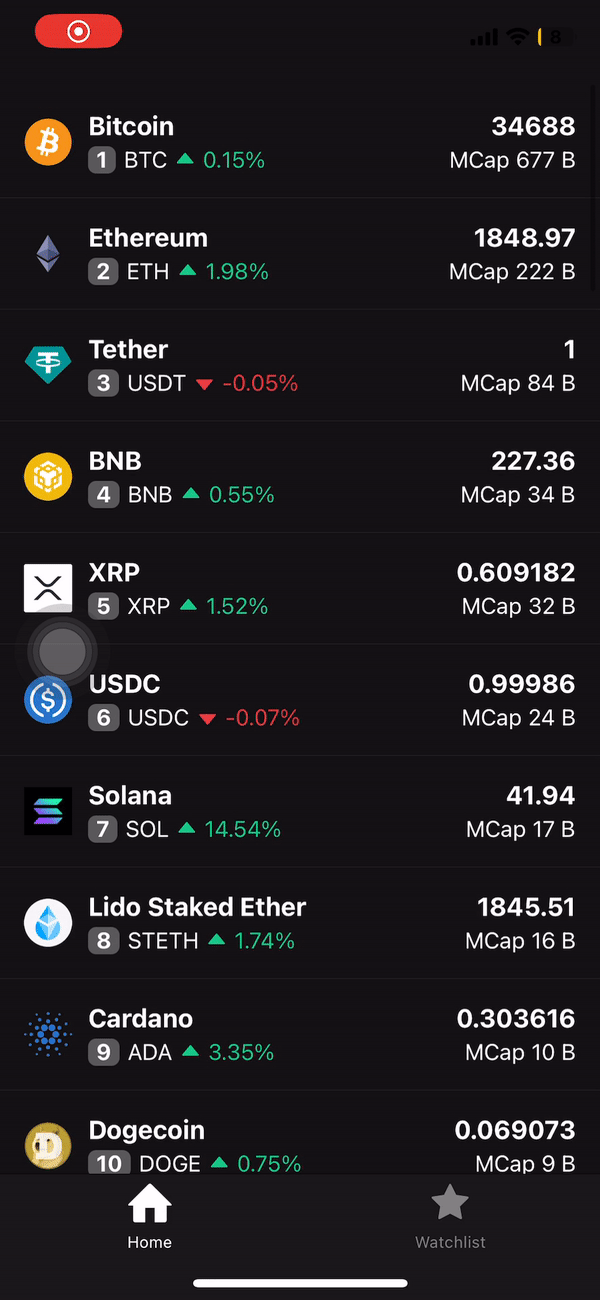 8
Bitcoin 34688
1 BTC ▲ 0.15% MCap 677 B
Ethereum 1848.97
2 ETH ▲ 1.98% MCap 222 B
Tether 1
3 USDT ▼ -0.05% MCap 84 B
BNB 227.36
4 BNB ▲ 0.55% MCap 34 B
XRP 0.609182
5 XRP ▲ 1.52% MCap 32 B
USDC 0.99986
6 USDC ▼ -0.07% MCap 24 B
Solana 41.94
7 SOL ▲ 14.54% MCap 17 B
Lido Staked Ether 1845.51
8 STETH ▲ 1.74% MCap 16 B
Cardano 0.303616
9 ADA ▲ 3.35% MCap 10 B
Dogecoin 0.069073
10 DOGE ▲ 0.75% MCap 9 B
Home Watchlist